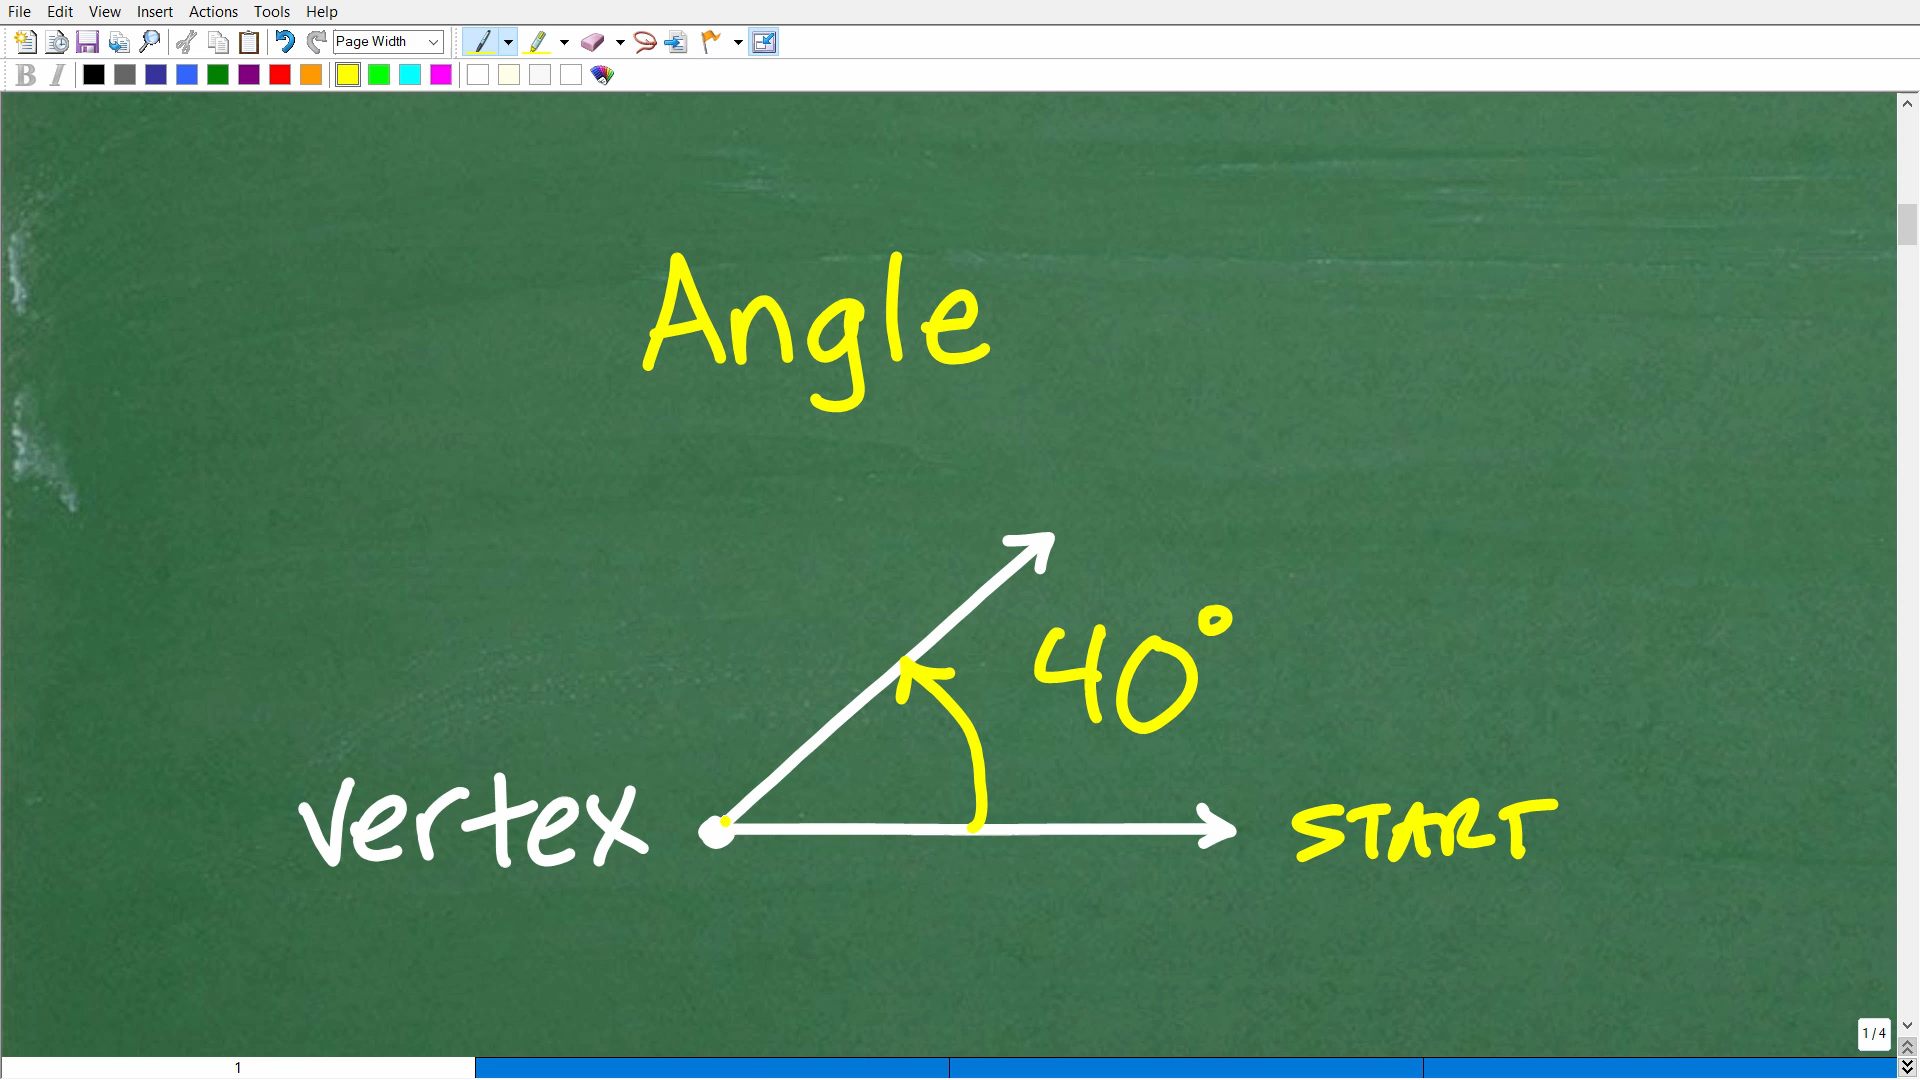 File Edit View Insert Actions Tools Help
Page Width
B I
Angle
40°
vertex START
1 / 4
1